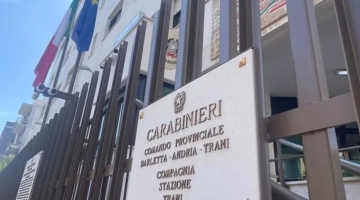 CARABINIERI
COMANDO PROVINCIALE
BARLETTA - ANDRIA - TRANI
COMPAGNIA
STAZIONE
TRANI